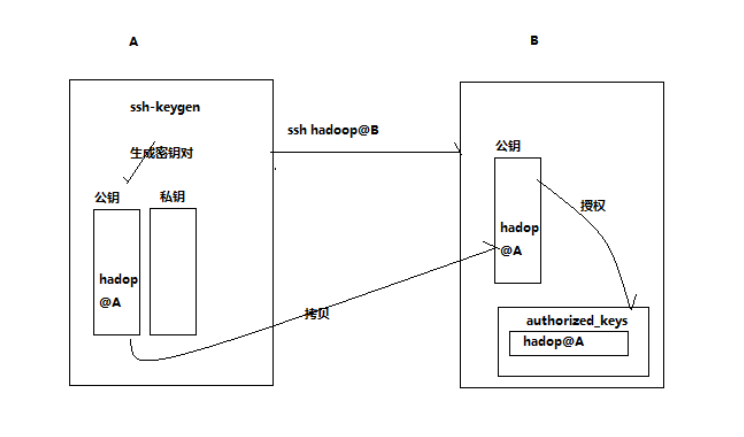 A
B
ssh-keygen
生成密钥对
ssh hadoop@B
公钥
私钥
hadop
@A
公钥
hadop
@A
授权
拷贝
authorized_keys
hadop@A